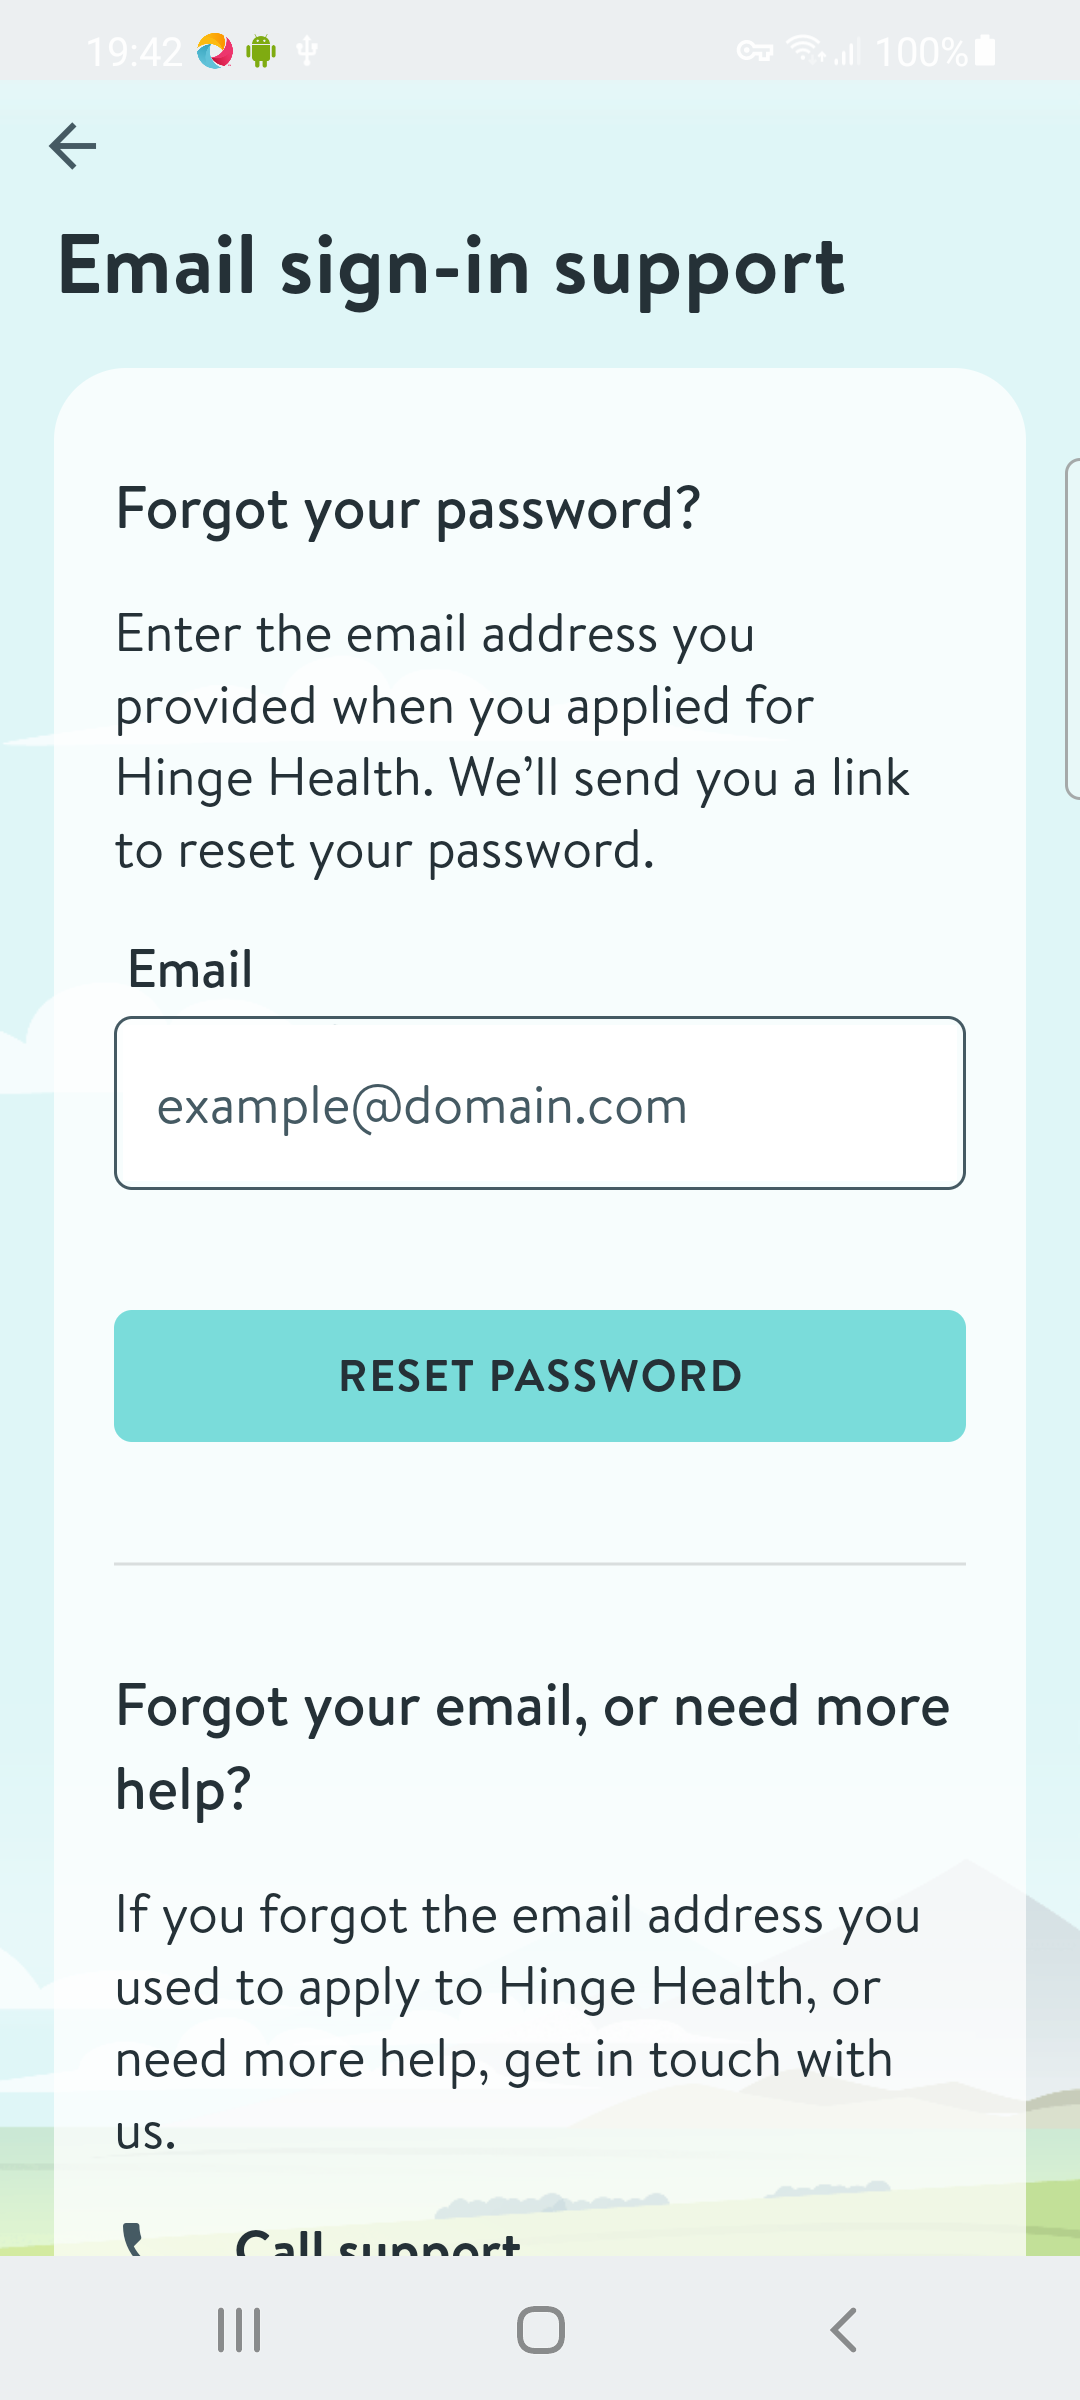 19:42
100%
Email sign-in support
Forgot your password?
Enter the email address you
provided when you applied for
Hinge Health. We’ll send you a link
to reset your password.
Email
example@domain.com
RESET PASSWORD
Forgot your email, or need more
help?
If you forgot the email address you
used to apply to Hinge Health, or
need more help, get in touch with
us.
Call support